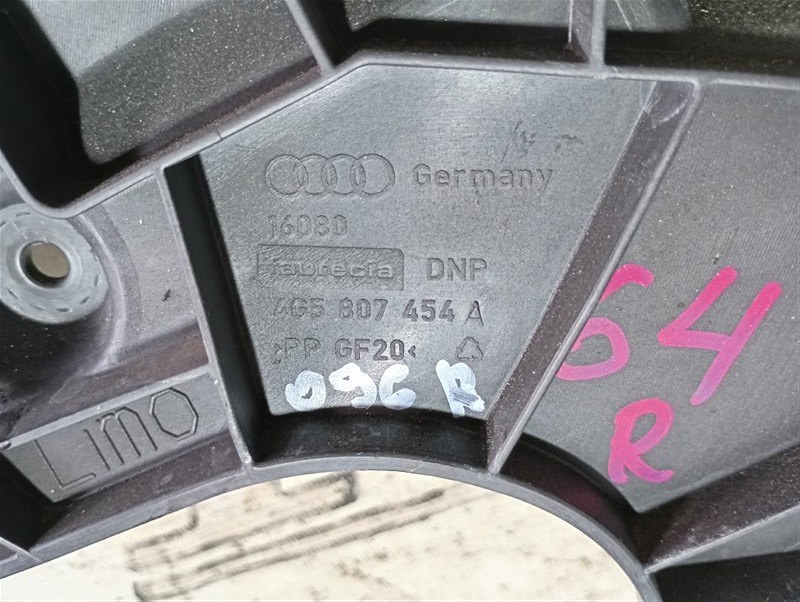 Germany
16080
faurecia DNP
4G5 807 454 A
>PP GF20<
096 R
64
R
LIMO